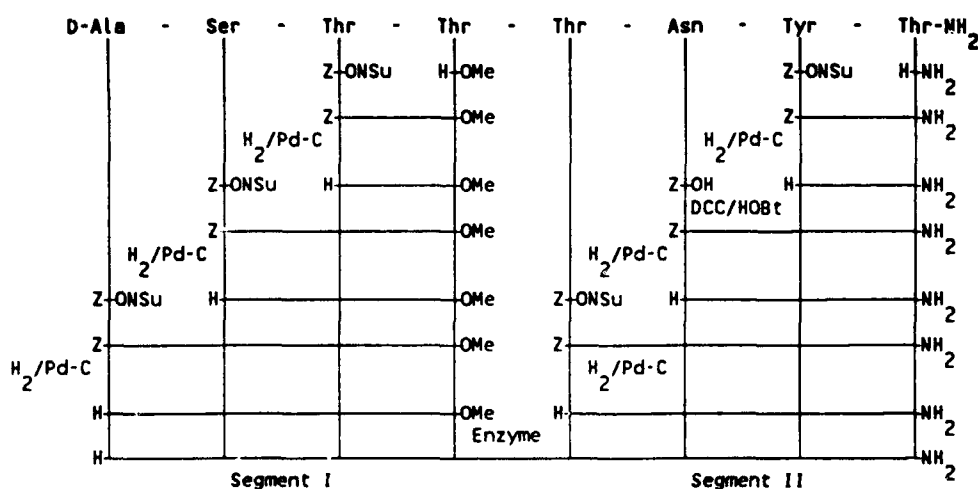 D-Ala - Ser - Thr - Thr - Thr - Asn - Tyr - Thr-NH2
Z ONSu H OMe Z ONSu H NH2
Z OMe Z NH2
H2/Pd-C H2/Pd-C
Z ONSu H OMe Z OH H NH2
DCC/HOBt
Z OMe Z NH2
H2/Pd-C H2/Pd-C
Z ONSu H OMe Z ONSu H NH2
Z OMe Z NH2
H2/Pd-C H2/Pd-C
H OMe H NH2
Enzyme
H NH2
Segment I Segment II